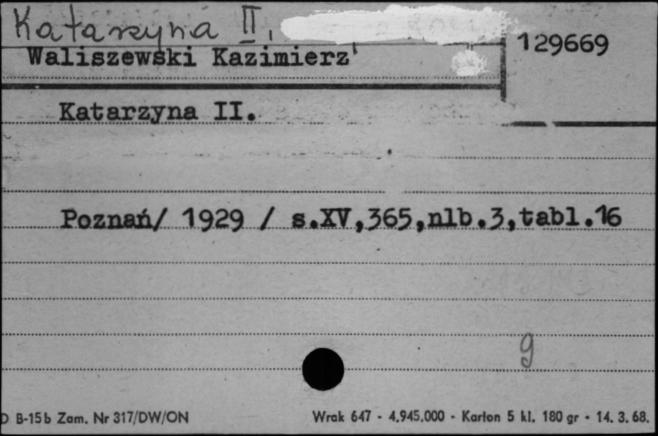 Katarzyna II,
129669
Waliszewski Kazimierz
Katarzyna II.
Poznań/ 1929 / s.XV,365,nlb.3,tabl.16
g
D B-15b Zam. Nr 317/DW/ON Wrak 647 - 4.945.000 - Karton 5 kl. 180 gr - 14. 3. 68.